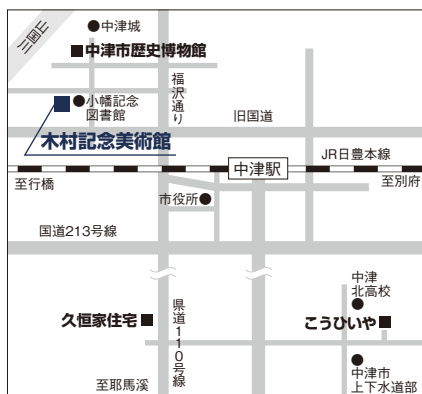 山国川
中津城
中津市歴史博物館
福沢通り
小幡記念
図書館
旧国道
木村記念美術館
JR日豊本線
中津駅
至行橋
至別府
市役所
国道213号線
中津
北高校
久恒家住宅
県道110号線
こうひいや
至耶馬溪
中津市
上下水道部